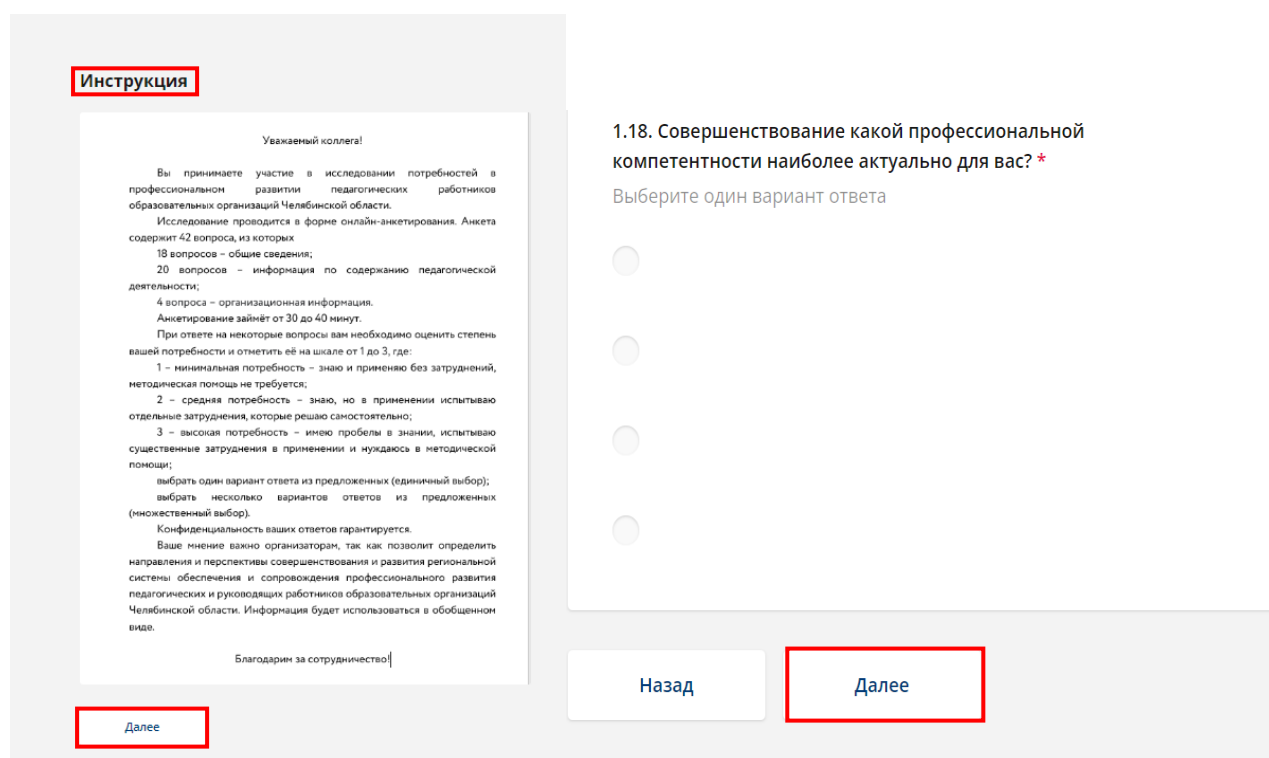 Инструкция
Уважаемый коллега!
Вы принимаете участие в исследовании потребностей в
профессиональном развитии педагогических работников
образовательных организаций Челябинской области.
Исследование проводится в форме онлайн-анкетирования. Анкета
содержит 42 вопроса, из которых
18 вопросов – общие сведения;
20 вопросов – информация по содержанию педагогической
деятельности;
4 вопроса – организационная информация.
Анкетирование займёт от 30 до 40 минут.
При ответе на некоторые вопросы вам необходимо оценить степень
вашей потребности и отметить её на шкале от 1 до 3, где:
1 – минимальная потребность – знаю и применяю без затруднений,
методическая помощь не требуется;
2 – средняя потребность – знаю, но в применении испытываю
отдельные затруднения, которые решаю самостоятельно;
3 – высокая потребность – имею пробелы в знании, испытываю
существенные затруднения в применении и нуждаюсь в методической
помощи;
выбрать один вариант ответа из предложенных (единичный выбор);
выбрать несколько вариантов ответов из предложенных
(множественный выбор).
Конфиденциальность ваших ответов гарантируется.
Ваше мнение важно организаторам, так как позволит определить
направления и перспективы совершенствования и развития региональной
системы обеспечения и сопровождения профессионального развития
педагогических и руководящих работников образовательных организаций
Челябинской области. Информация будет использоваться в обобщенном
виде.
Благодарим за сотрудничество!
Далее
1.18. Совершенствование какой профессиональной
компетентности наиболее актуально для вас? *
Выберите один вариант ответа
Назад
Далее